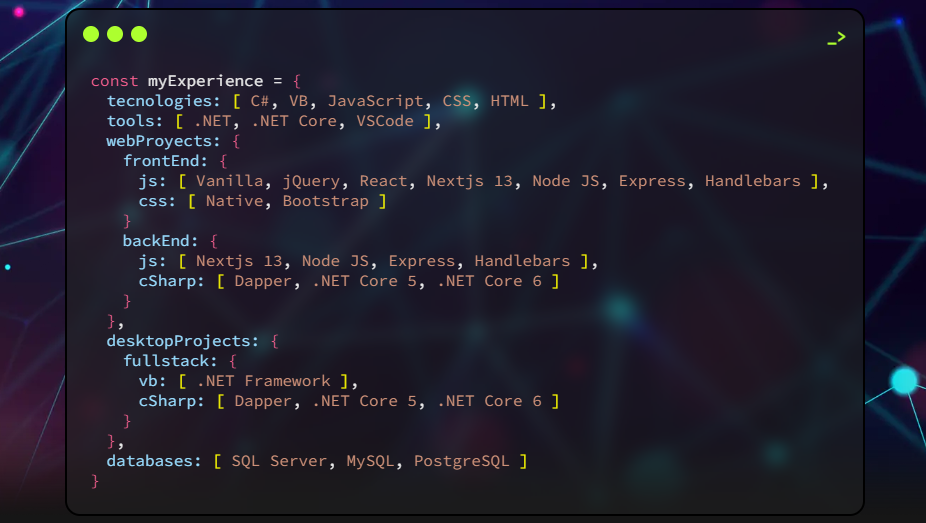 _>
const myExperience = {
  tecnologies: [ C#, VB, JavaScript, CSS, HTML ],
  tools: [ .NET, .NET Core, VSCode ],
  webProyects: {
    frontEnd: {
      js: [ Vanilla, jQuery, React, Nextjs 13, Node JS, Express, Handlebars ],
      css: [ Native, Bootstrap ]
    }
    backEnd: {
      js: [ Nextjs 13, Node JS, Express, Handlebars ],
      cSharp: [ Dapper, .NET Core 5, .NET Core 6 ]
    }
  },
  desktopProjects: {
    fullstack: {
      vb: [ .NET Framework ],
      cSharp: [ Dapper, .NET Core 5, .NET Core 6 ]
    }
  },
  databases: [ SQL Server, MySQL, PostgreSQL ]
}